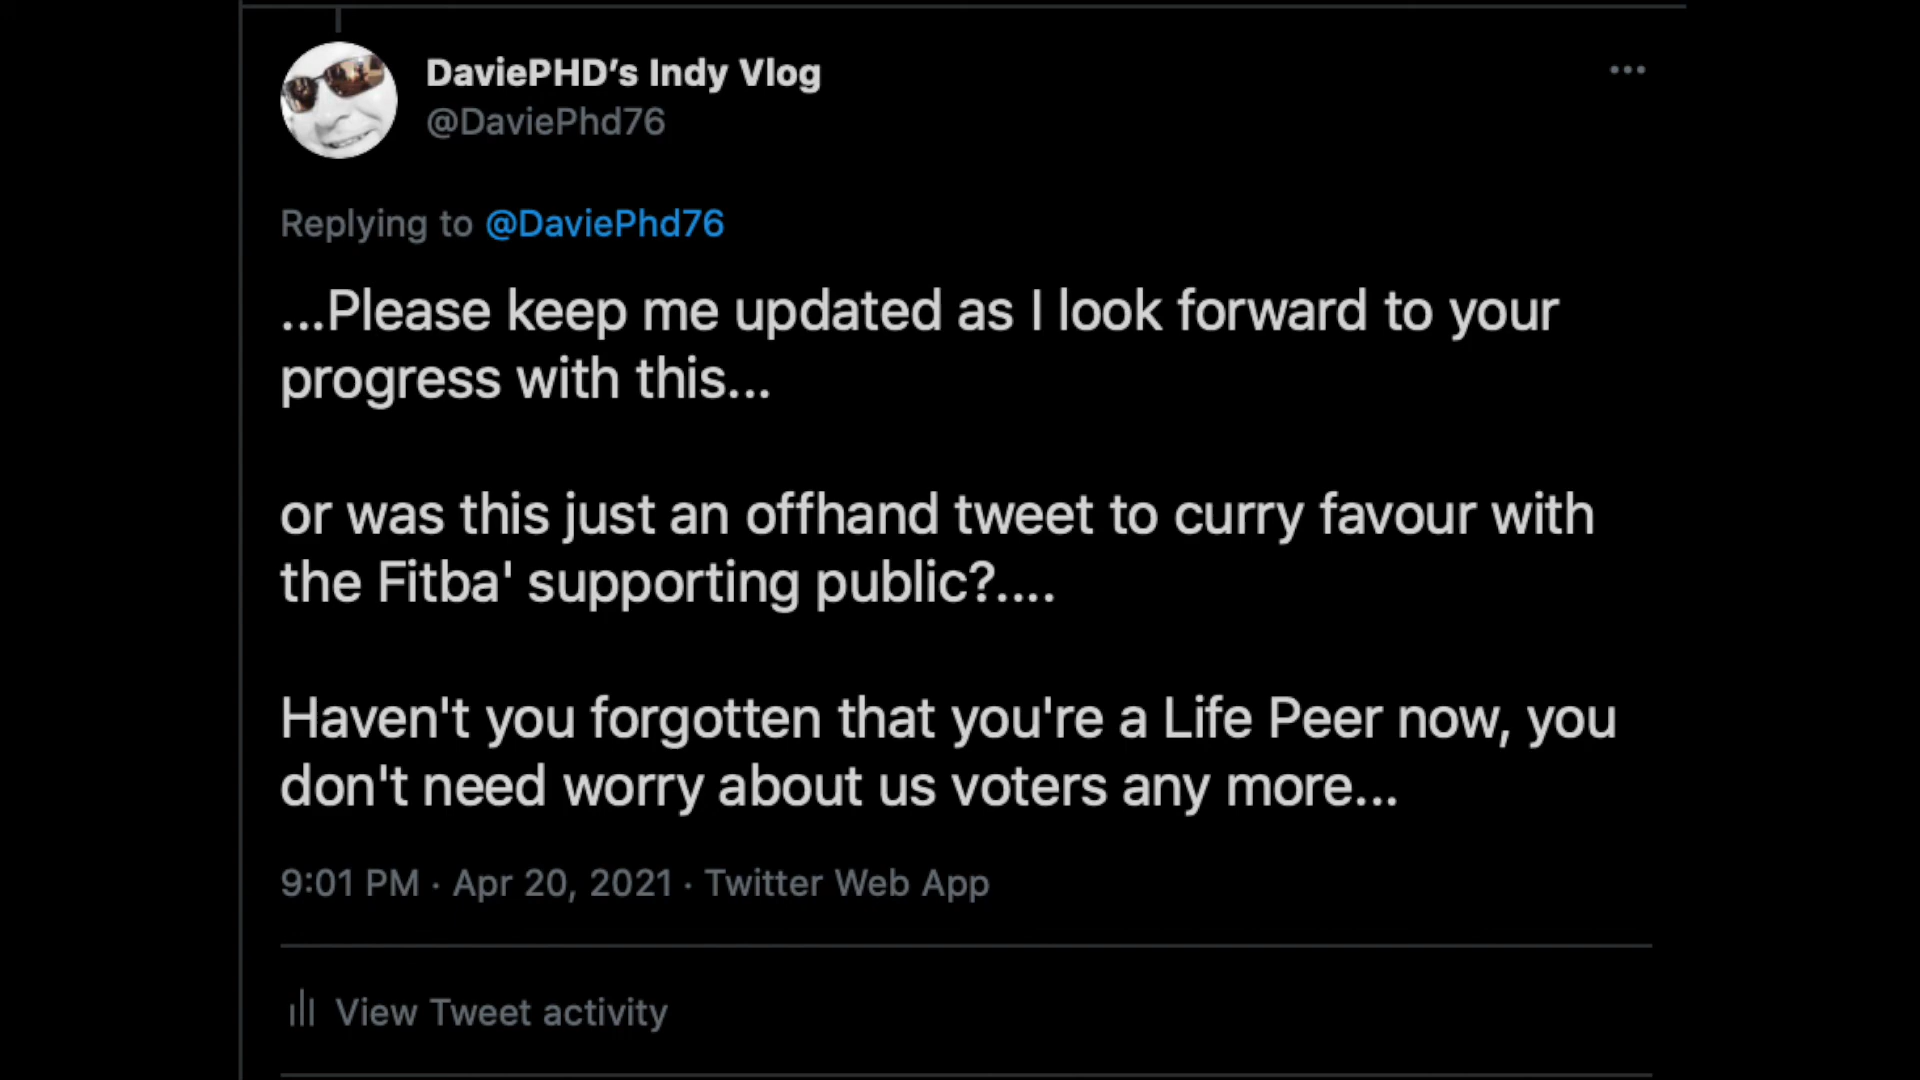 DaviePHD’s Indy Vlog
@DaviePhd76
Replying to @DaviePhd76
...Please keep me updated as I look forward to your
progress with this...
or was this just an offhand tweet to curry favour with
the Fitba' supporting public?....
Haven't you forgotten that you're a Life Peer now, you
don't need worry about us voters any more...
9:01 PM · Apr 20, 2021 · Twitter Web App
View Tweet activity